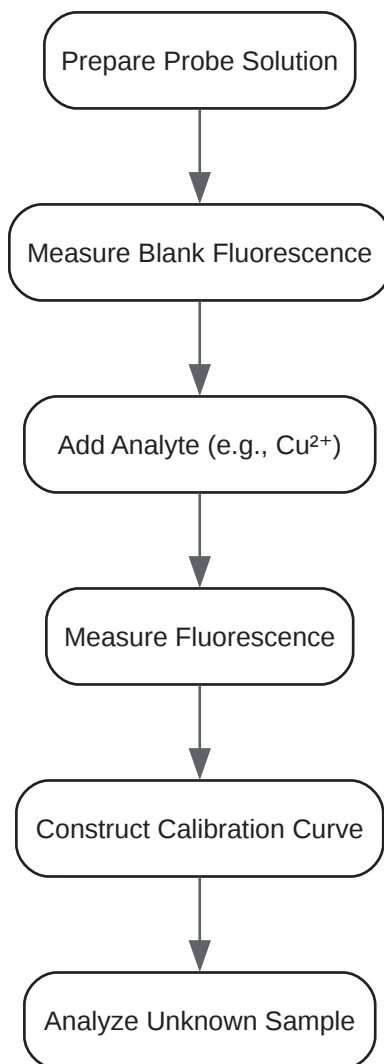 Prepare Probe Solution
Measure Blank Fluorescence
Add Analyte (e.g., Cu²⁺)
Measure Fluorescence
Construct Calibration Curve
Analyze Unknown Sample